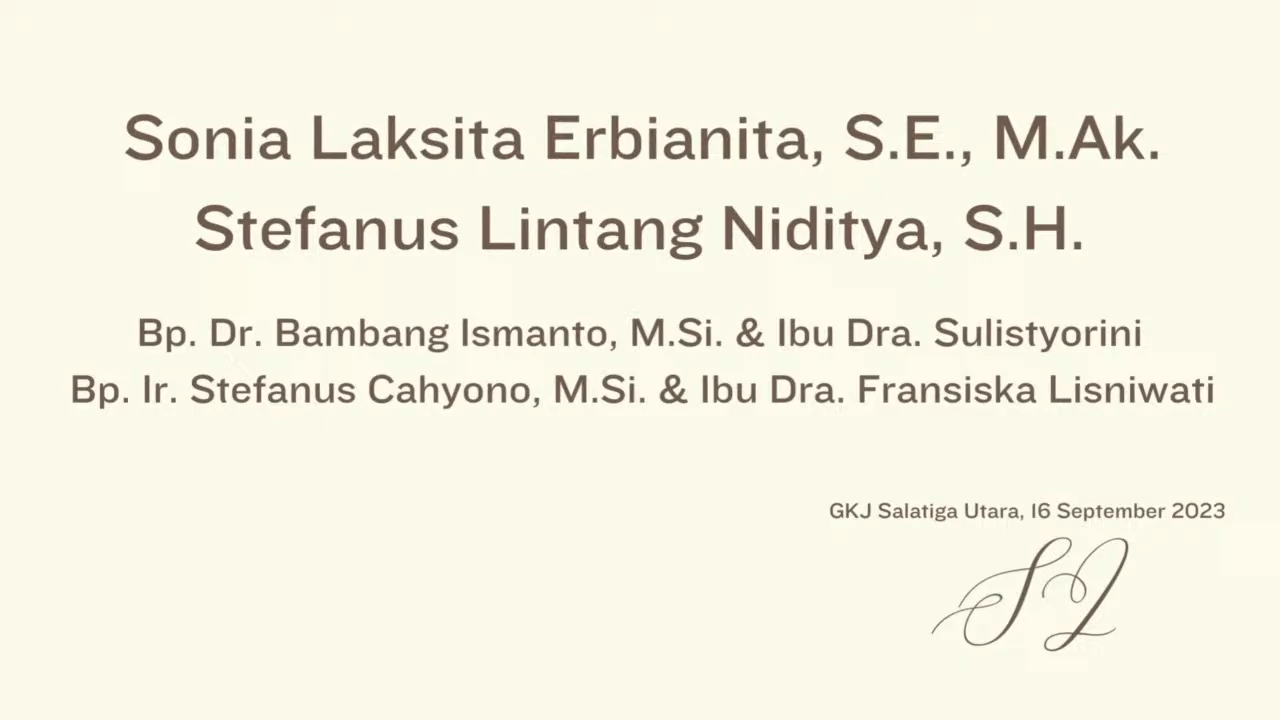 Sonia Laksita Erbianita, S.E., M.Ak.
Stefanus Lintang Niditya, S.H.
Bp. Dr. Bambang Ismanto, M.Si. & Ibu Dra. Sulistyorini
Bp. Ir. Stefanus Cahyono, M.Si. & Ibu Dra. Fransiska Lisniwati
GKJ Salatiga Utara, 16 September 2023
SL